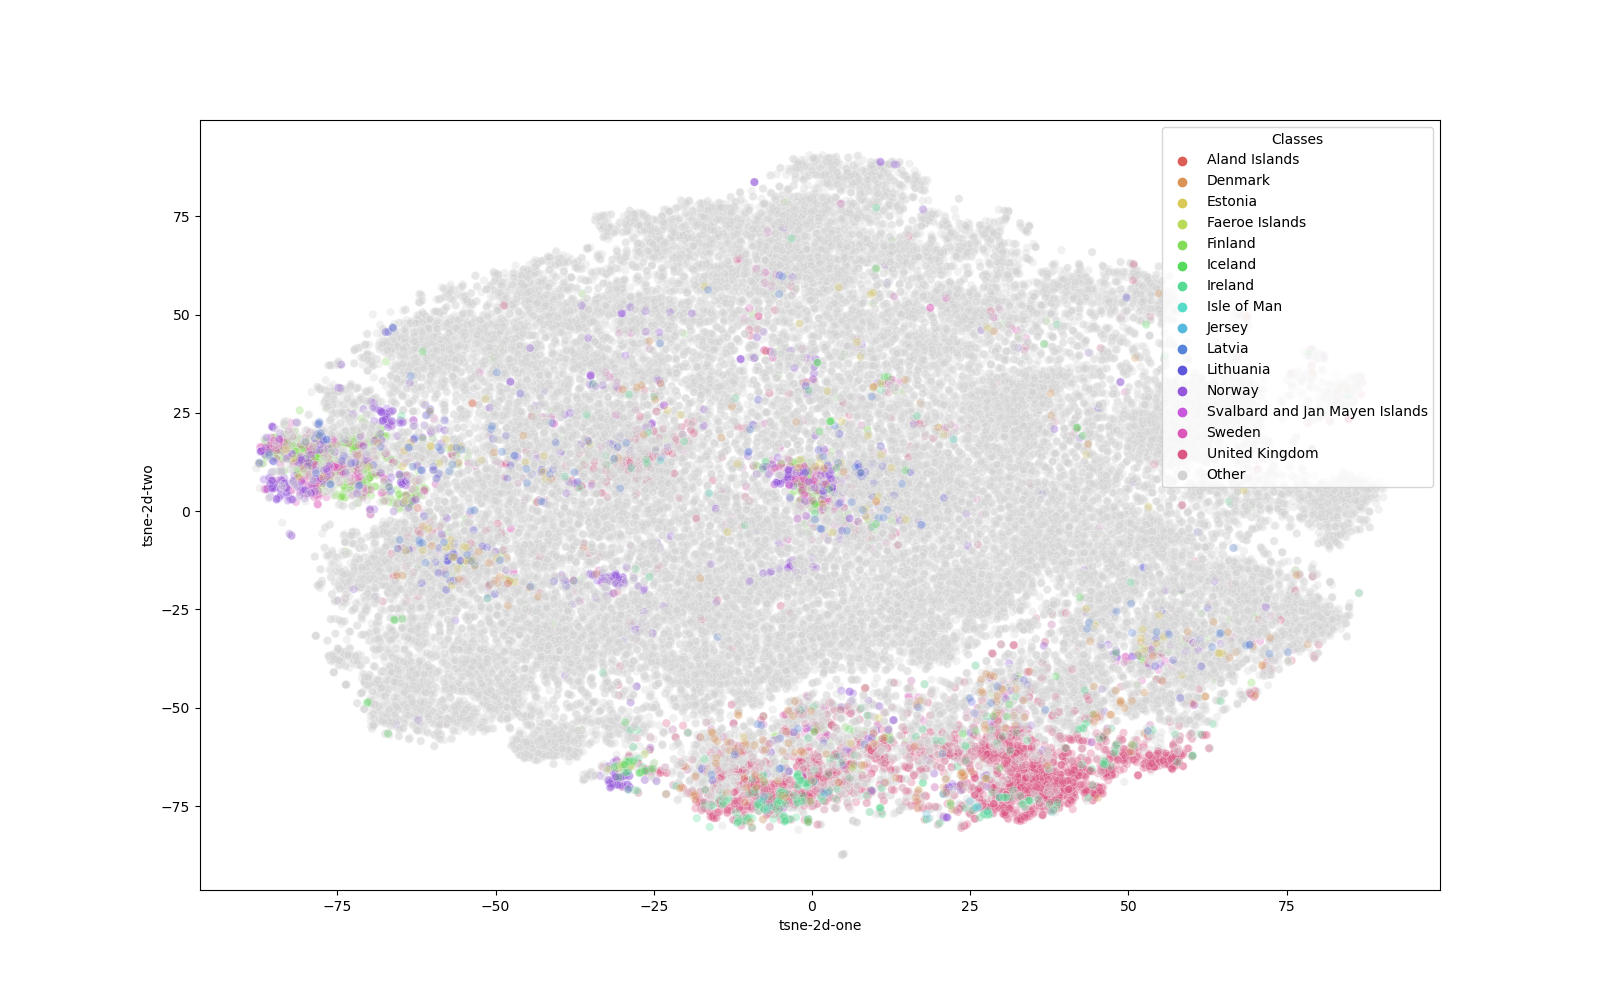 Classes
Aland Islands
Denmark
Estonia
Faeroe Islands
Finland
Iceland
Ireland
Isle of Man
Jersey
Latvia
Lithuania
Norway
Svalbard and Jan Mayen Islands
Sweden
United Kingdom
Other
75
50
25
0
−25
−50
−75
tsne-2d-two
−75
−50
−25
0
25
50
75
tsne-2d-one